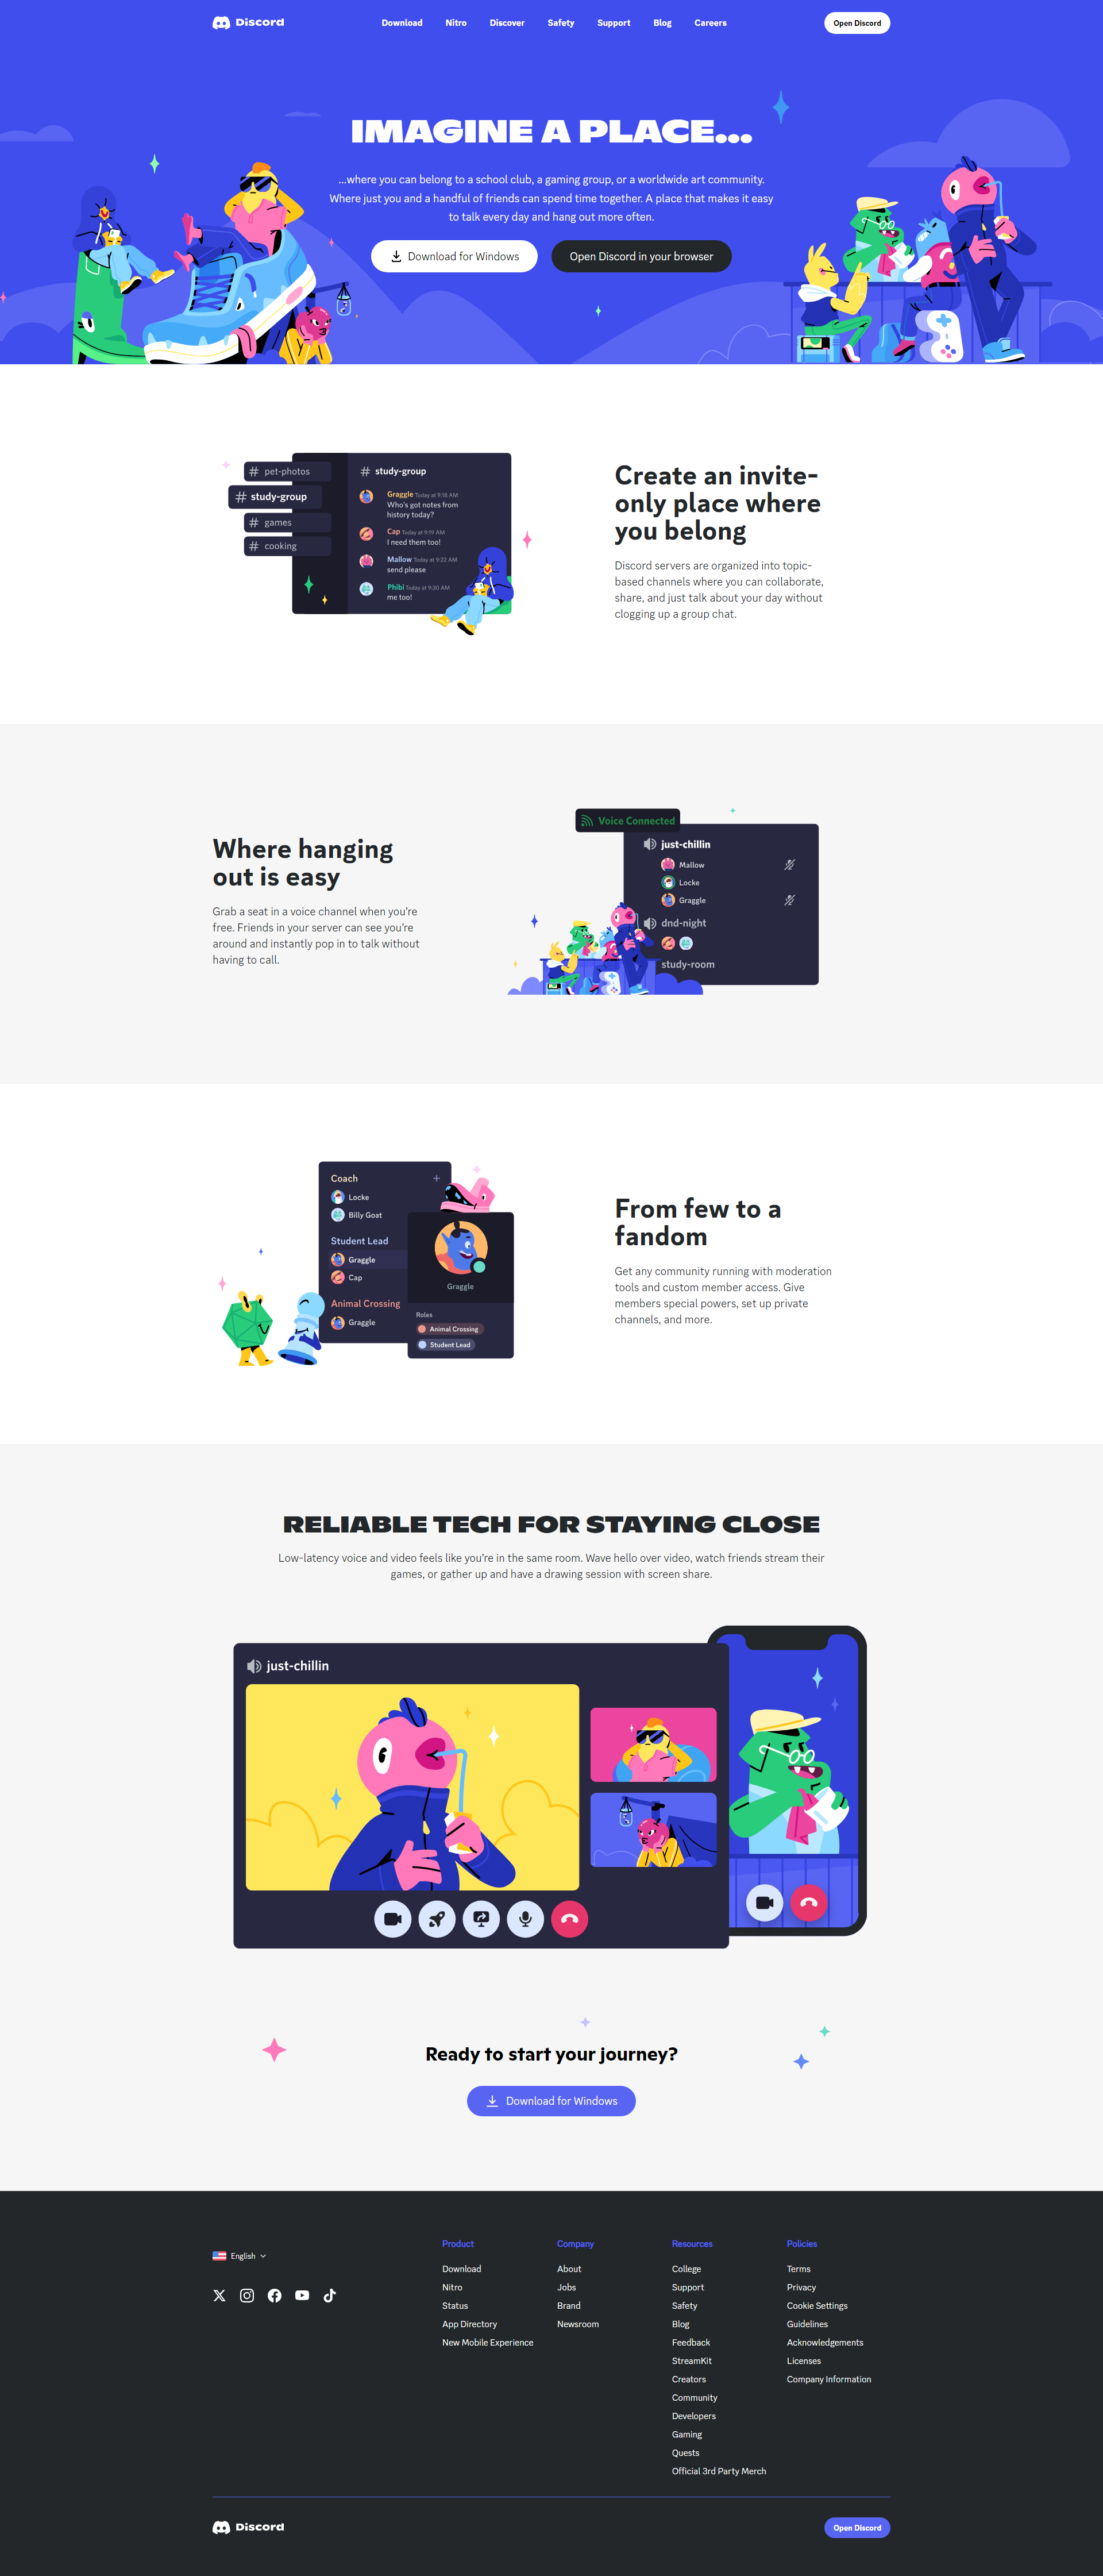 Discord
Download
Nitro
Discover
Safety
Support
Blog
Careers
Open Discord
IMAGINE A PLACE...
...where you can belong to a school club, a gaming group, or a worldwide art community.
Where just you and a handful of friends can spend time together. A place that makes it easy
to talk every day and hang out more often.
Download for Windows
Open Discord in your browser
# pet-photos
# study-group
# games
# cooking
# study-group
Graggle Today at 9:18 AM
Who's got notes from
history today?
Cap Today at 9:19 AM
I need them too!
Mallow Today at 9:22 AM
send please
Phibi Today at 9:30 AM
me too!
Create an invite-
only place where
you belong
Discord servers are organized into topic-
based channels where you can collaborate,
share, and just talk about your day without
clogging up a group chat.
Where hanging
out is easy
Grab a seat in a voice channel when you're
free. Friends in your server can see you're
around and instantly pop in to talk without
having to call.
Voice Connected
just-chillin
Mallow
Locke
Graggle
dnd-night
study-room
Coach
Locke
Billy Goat
Student Lead
Graggle
Cap
Animal Crossing
Graggle
Graggle
Roles
Animal Crossing
Student Lead
From few to a
fandom
Get any community running with moderation
tools and custom member access. Give
members special powers, set up private
channels, and more.
RELIABLE TECH FOR STAYING CLOSE
Low-latency voice and video feels like you're in the same room. Wave hello over video, watch friends stream their
games, or gather up and have a drawing session with screen share.
just-chillin
Ready to start your journey?
Download for Windows
English
Product
Download
Nitro
Status
App Directory
New Mobile Experience
Company
About
Jobs
Brand
Newsroom
Resources
College
Support
Safety
Blog
Feedback
StreamKit
Creators
Community
Developers
Gaming
Quests
Official 3rd Party Merch
Policies
Terms
Privacy
Cookie Settings
Guidelines
Acknowledgements
Licenses
Company Information
Discord
Open Discord